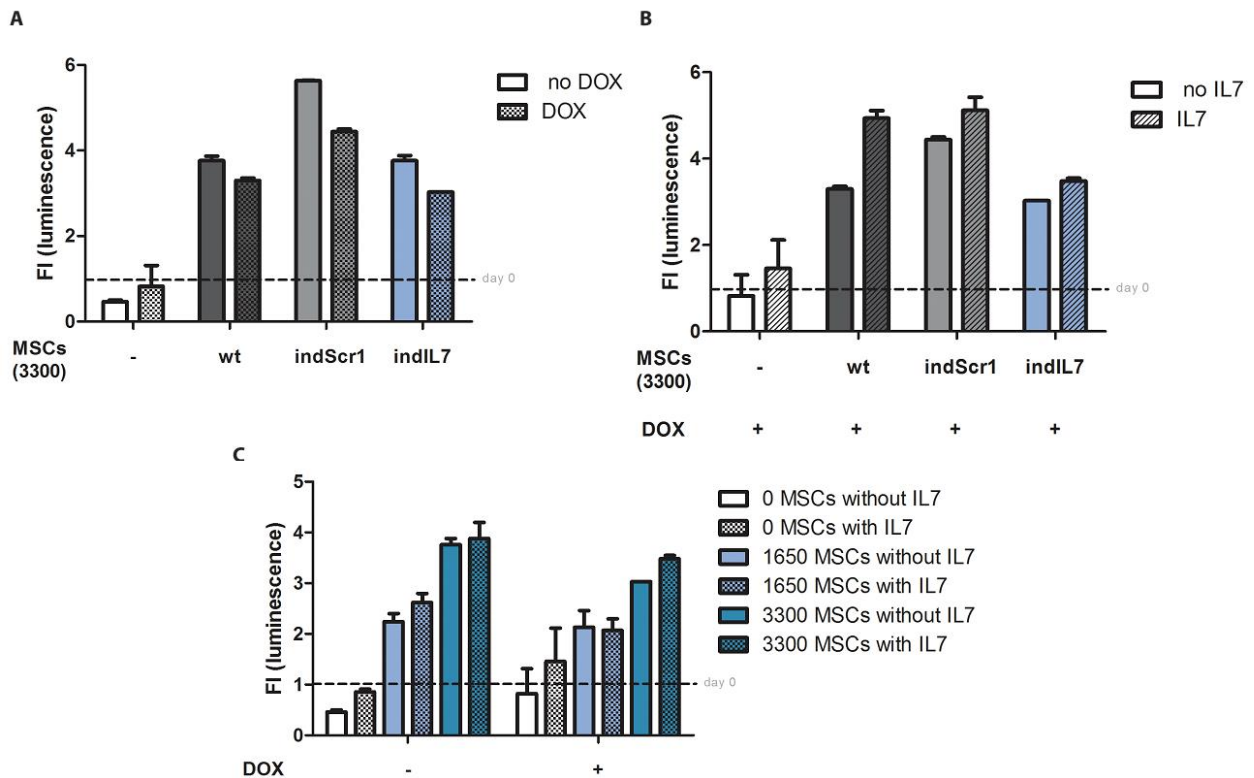 A
6
4
2
0
FI (luminescence)
no DOX
DOX
day 0
MSCs
(3300)
- wt indScr1 indIL7
B
6
4
2
0
FI (luminescence)
no IL7
IL7
day 0
MSCs
(3300)
- wt indScr1 indIL7
DOX + + + +
C
5
4
3
2
1
0
FI (luminescence)
0 MSCs without IL7
0 MSCs with IL7
1650 MSCs without IL7
1650 MSCs with IL7
3300 MSCs without IL7
3300 MSCs with IL7
day 0
DOX - +